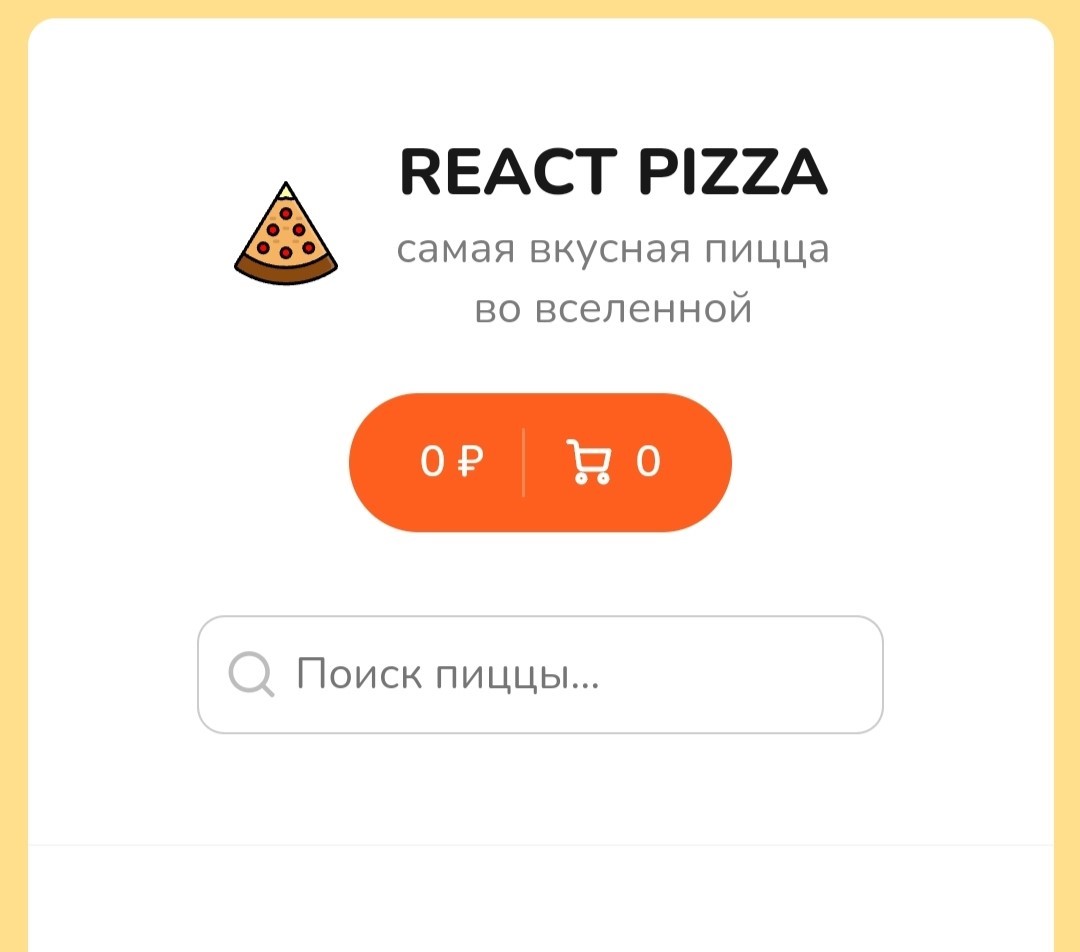 REACT PIZZA
самая вкусная пицца
во вселенной
0 ₽ 0
Поиск пиццы...